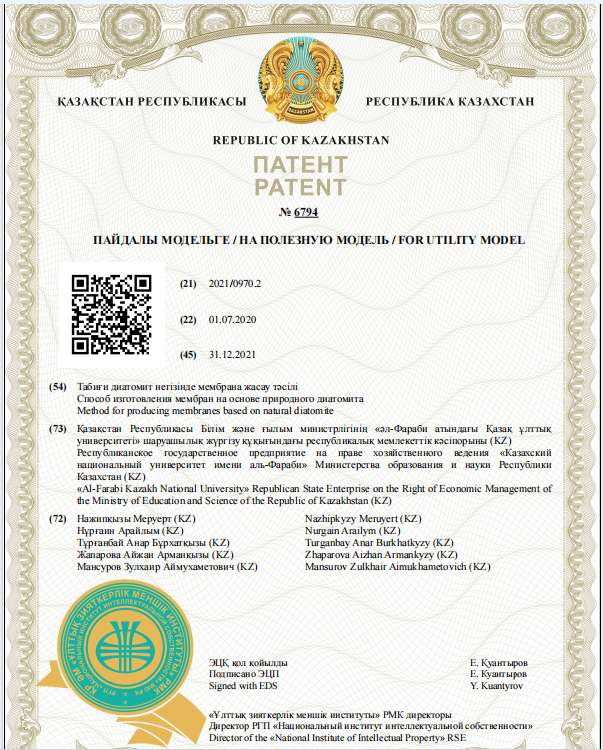 ҚАЗАҚСТАН РЕСПУБЛИКАСЫ
РЕСПУБЛИКА КАЗАХСТАН
REPUBLIC OF KAZAKHSTAN
ПАТЕНТ
PATENT
№ 6794
ПАЙДАЛЫ МОДЕЛЬГЕ / НА ПОЛЕЗНУЮ МОДЕЛЬ / FOR UTILITY MODEL
(21) 2021/0970.2
(22) 01.07.2020
(45) 31.12.2021
(54) Табиғи диатомит негізінде мембрана жасау тәсілі
Способ изготовления мембран на основе природного диатомита
Method for producing membranes based on natural diatomite
(73) Қазақстан Республикасы Білім және ғылым министрлігінің «әл-Фараби атындағы Қазақ ұлттық
университеті» шаруашылық жүргізу құқығындағы республикалық мемлекеттік кәсіпорыны (KZ)
Республиканское государственное предприятие на праве хозяйственного ведения «Казахский
национальный университет имени аль-Фараби» Министерства образования и науки Республики
Казахстан (KZ)
«Al-Farabi Kazakh National University» Republican State Enterprise on the Right of Economic Management of
the Ministry of Education and Science of the Republic of Kazakhstan (KZ)
(72) Нажипқызы Меруерт (KZ) Nazhipkyzy Meruyert (KZ)
Нұрғаин Арайлым (KZ) Nurgain Arailym (KZ)
Тұрғанбай Анар Бұрхатқызы (KZ) Turganbay Anar Burkhatkyzy (KZ)
Жапарова Айжан Арманқызы (KZ) Zhaparova Aizhan Armankyzy (KZ)
Мансуров Зулхаир Аймухаметович (KZ) Mansurov Zulkhair Aimukhametovich (KZ)
ЭЦҚ қол қойылды Е. Қуантыров
Подписано ЭЦП Е. Куантыров
Signed with EDS Y. Kuantyrov
«Ұлттық зияткерлік меншік институты» РМК директоры
Директор РГП «Национальный институт интеллектуальной собственности»
Director of the «National Institute of Intellectual Property» RSE